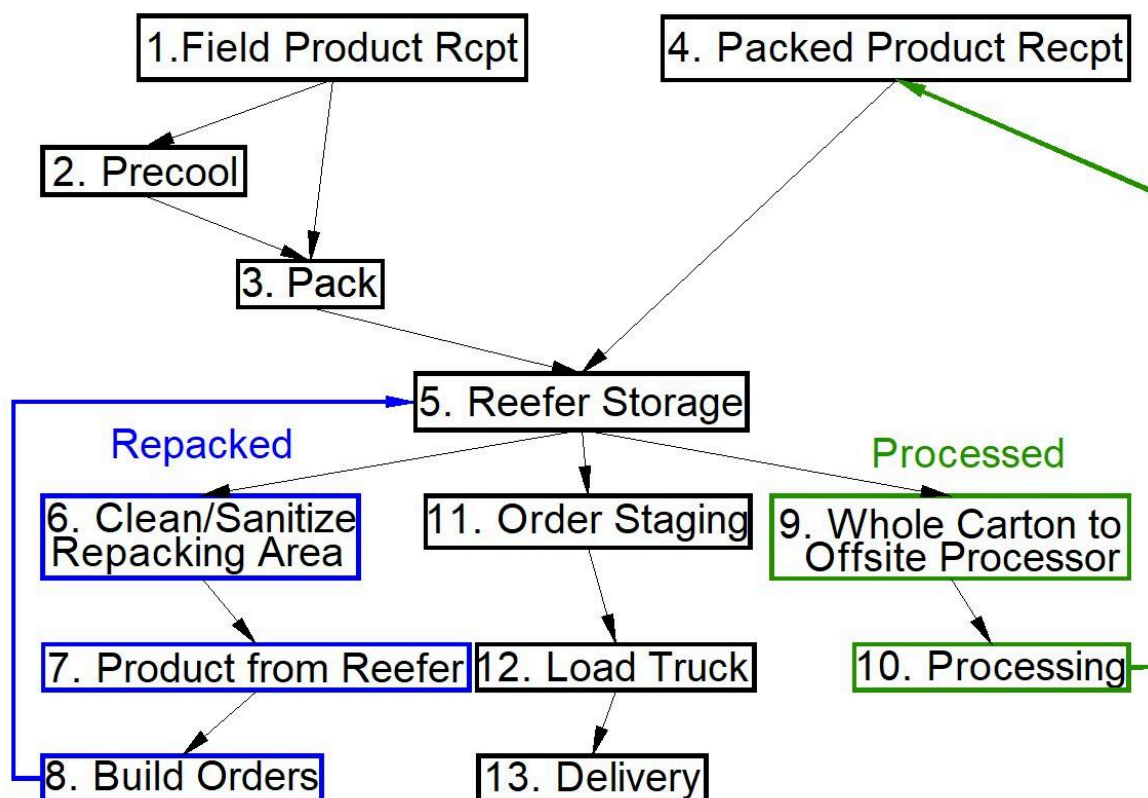 1.Field Product Rcpt
4. Packed Product Recpt
2. Precool
3. Pack
5. Reefer Storage
Repacked
Processed
6. Clean/Sanitize
Repacking Area
11. Order Staging
9. Whole Carton to
Offsite Processor
7. Product from Reefer
12. Load Truck
10. Processing
8. Build Orders
13. Delivery